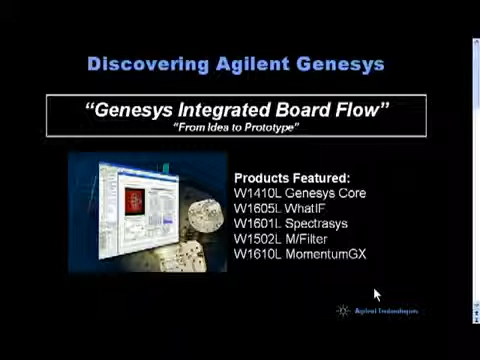 Discovering Agilent Genesys
“Genesys Integrated Board Flow”
“From Idea to Prototype”
Products Featured:
W1410L Genesys Core
W1605L WhatIF
W1601L Spectrasys
W1502L M/Filter
W1610L MomentumGX
Agilent Technologies